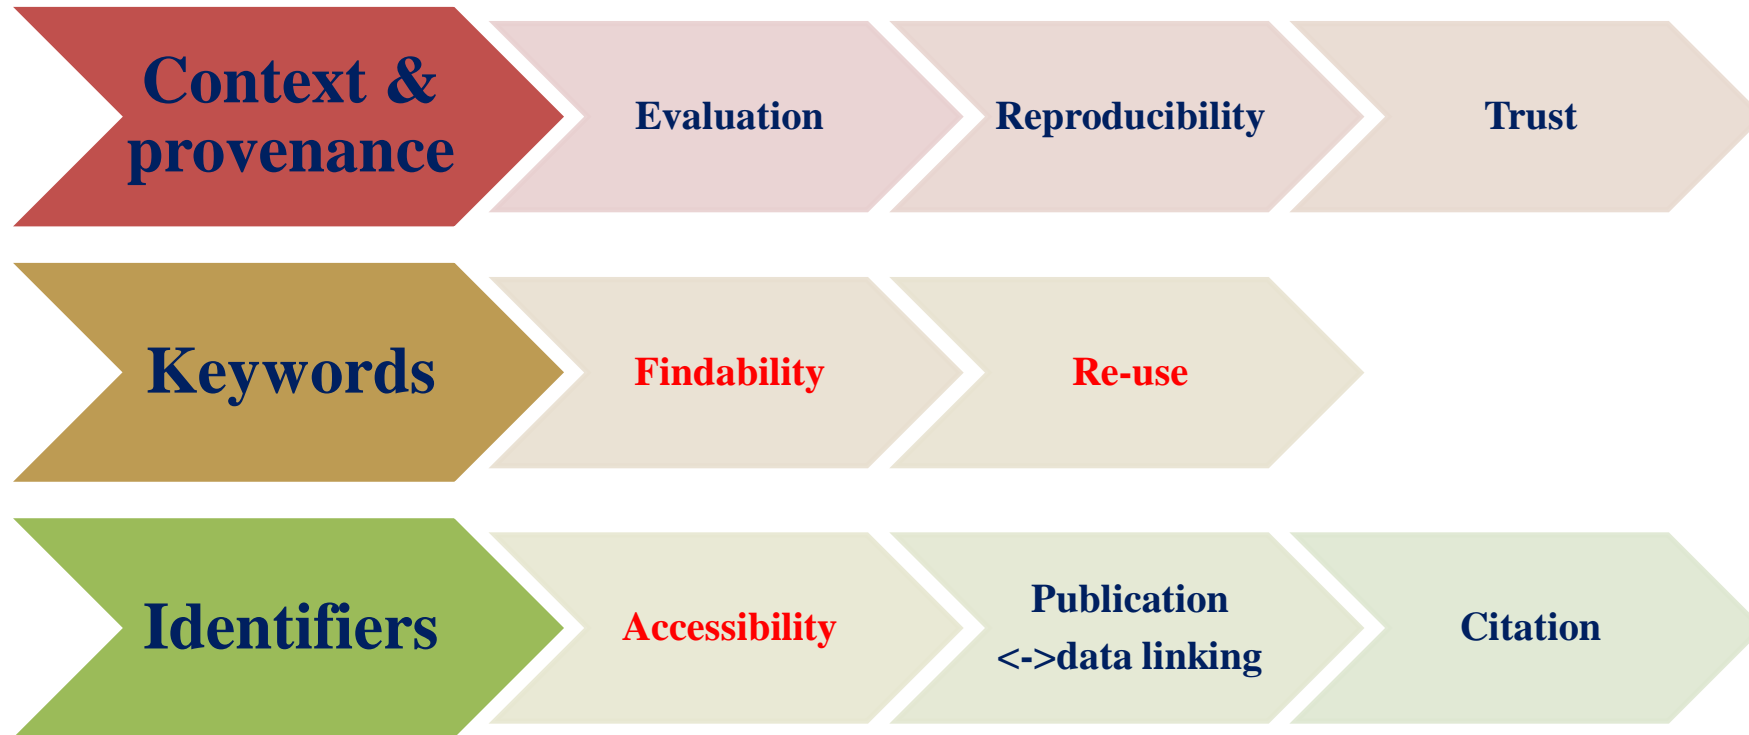 Context &
provenance
Evaluation
Reproducibility
Trust
Keywords
Findability
Re-use
Identifiers
Accessibility
Publication
<->data linking
Citation